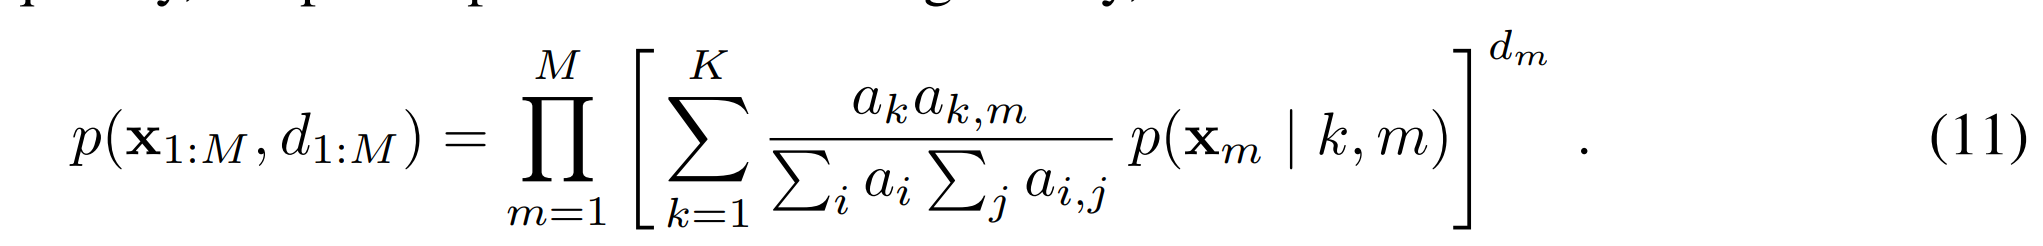 p(𝐱_{1:M}, d_{1:M}) = \prod_{m=1}^{M} \left[ \sum_{k=1}^{K} \frac{a_k a_{k,m}}{\sum_i a_i \sum_j a_{i,j}} p(𝐱_m | k, m) \right]^{d_m} . (11)